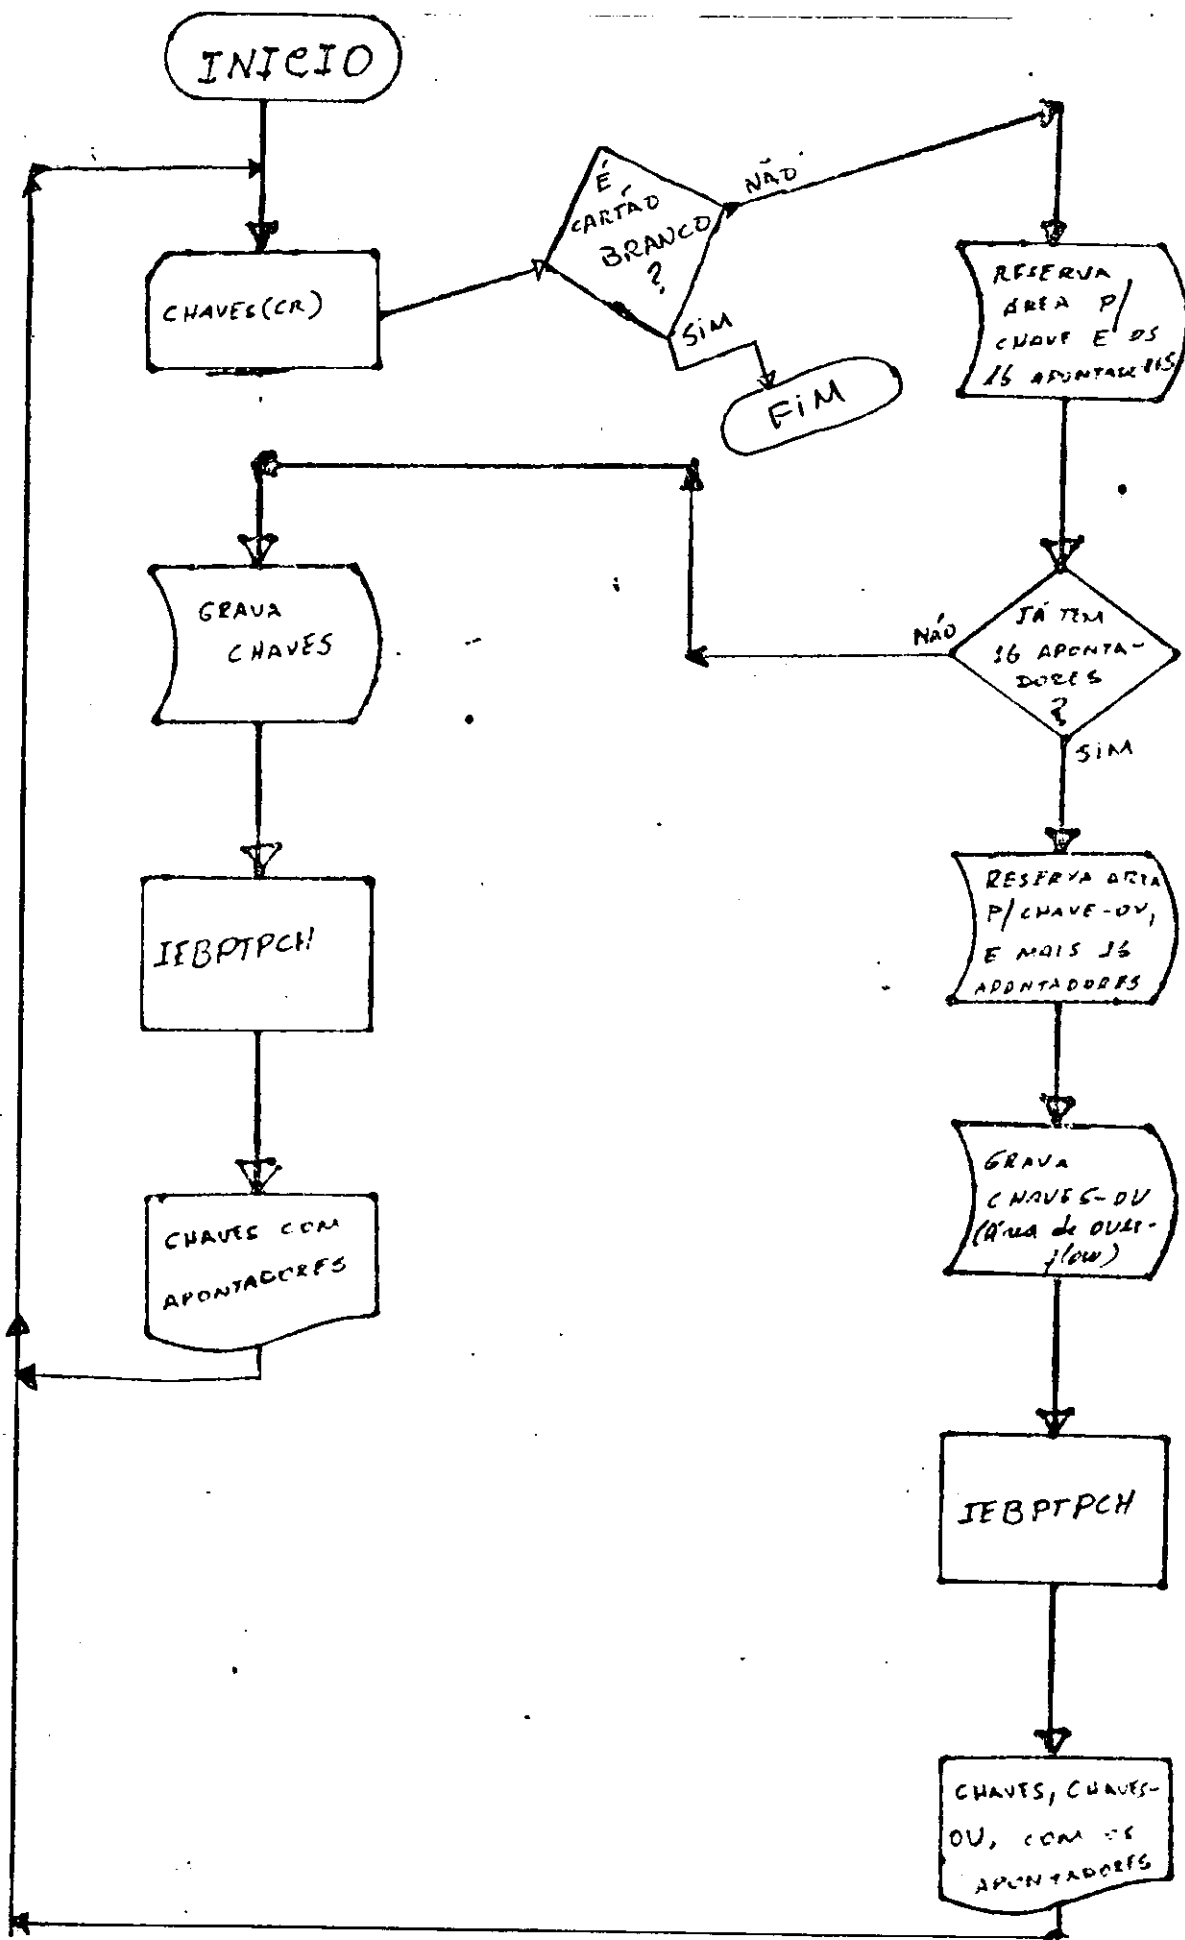 INICIO
CHAVES(CR)
É
CARTÃO
BRANCO
?
NÃO
SIM
FIM
RESERVA
ÁREA P/
CHAVE E OS
16 APONTADORES
JÁ TEM
16 APONTA-
DORES
?
NÃO
SIM
GRAVA
CHAVES
IEBPTPCH
CHAVES COM
APONTADORES
RESERVA AREA
P/CHAVE-OV,
E MAIS 16
APONTADORES
GRAVA
CHAVES-OV
(Área de over-
flow)
IEBPTPCH
CHAVES, CHAVES-
OV, COM OS
APONTADORES